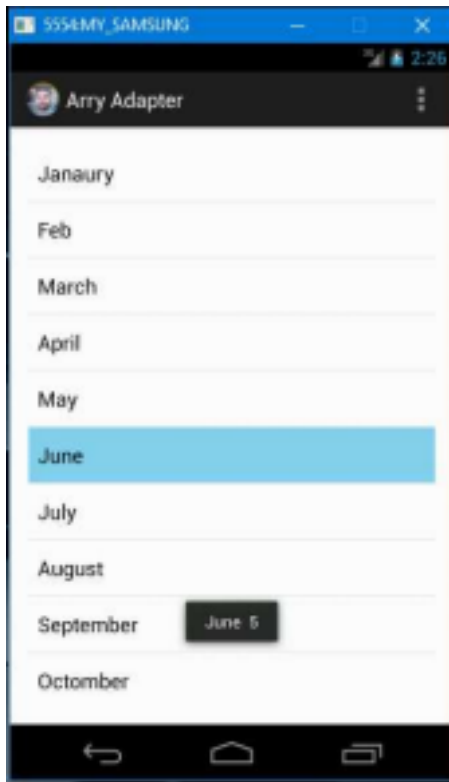 5554:MY_SAMSUNG
2:26
Arry Adapter
Janaury
Feb
March
April
May
June
July
August
September
June 5
Octomber